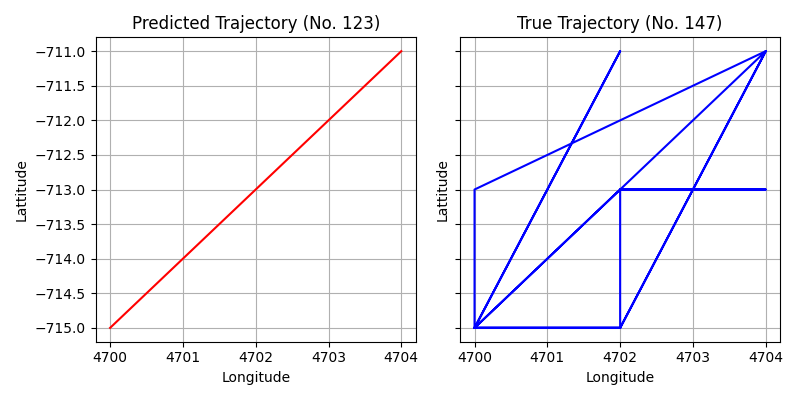 Predicted Trajectory (No. 123)
True Trajectory (No. 147)
Lattitude
−711.0
−711.5
−712.0
−712.5
−713.0
−713.5
−714.0
−714.5
−715.0
4700 4701 4702 4703 4704
Longitude
Lattitude
4700 4701 4702 4703 4704
Longitude